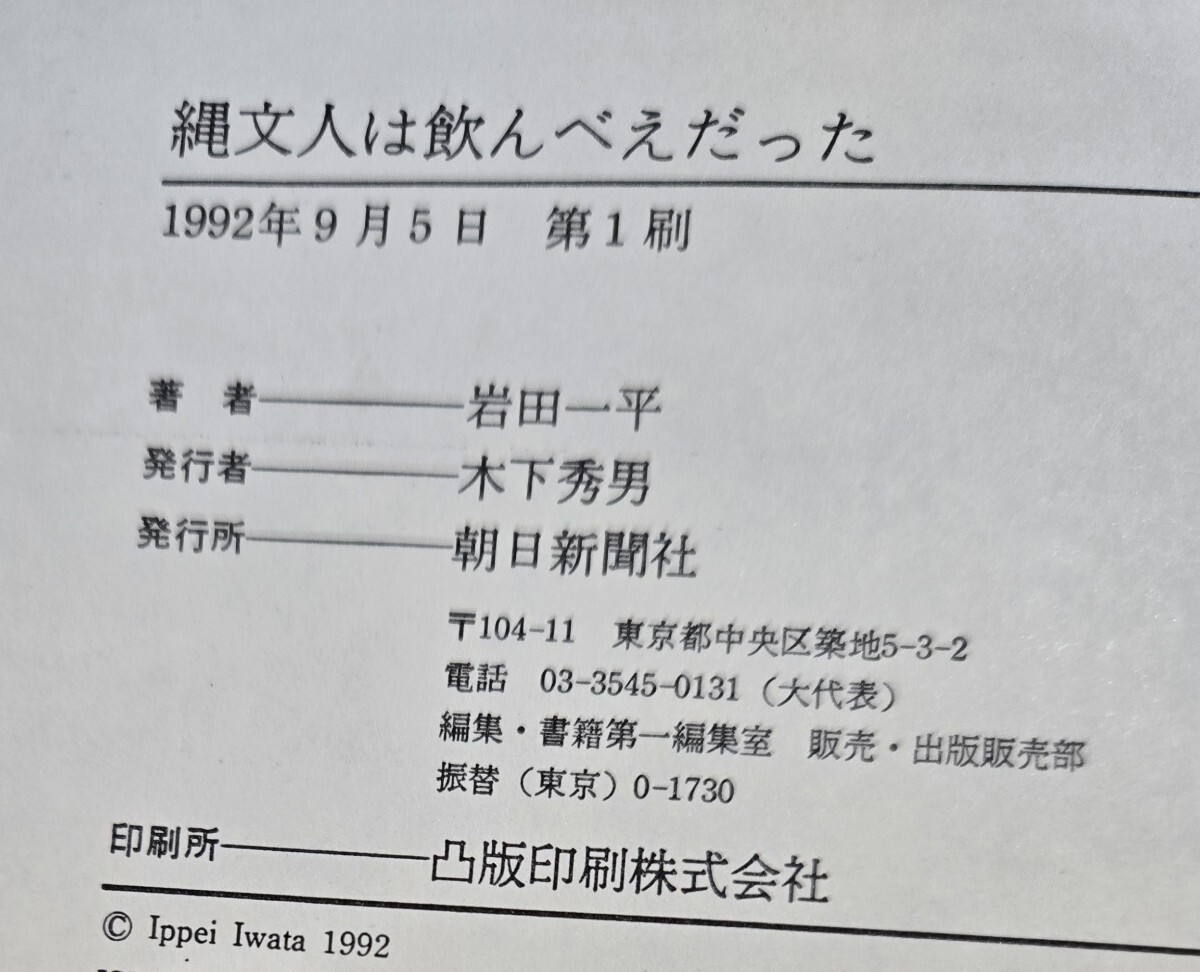 縄文人は飲んべえだった
1992年9月5日　第1刷
著　者――岩田一平
発行者――木下秀男
発行所――朝日新聞社
〒104-11　東京都中央区築地5-3-2
電話　03-3545-0131（大代表）
編集・書籍第一編集室　販売・出版販売部
振替（東京）0-1730
印刷所――凸版印刷株式会社
© Ippei Iwata 1992